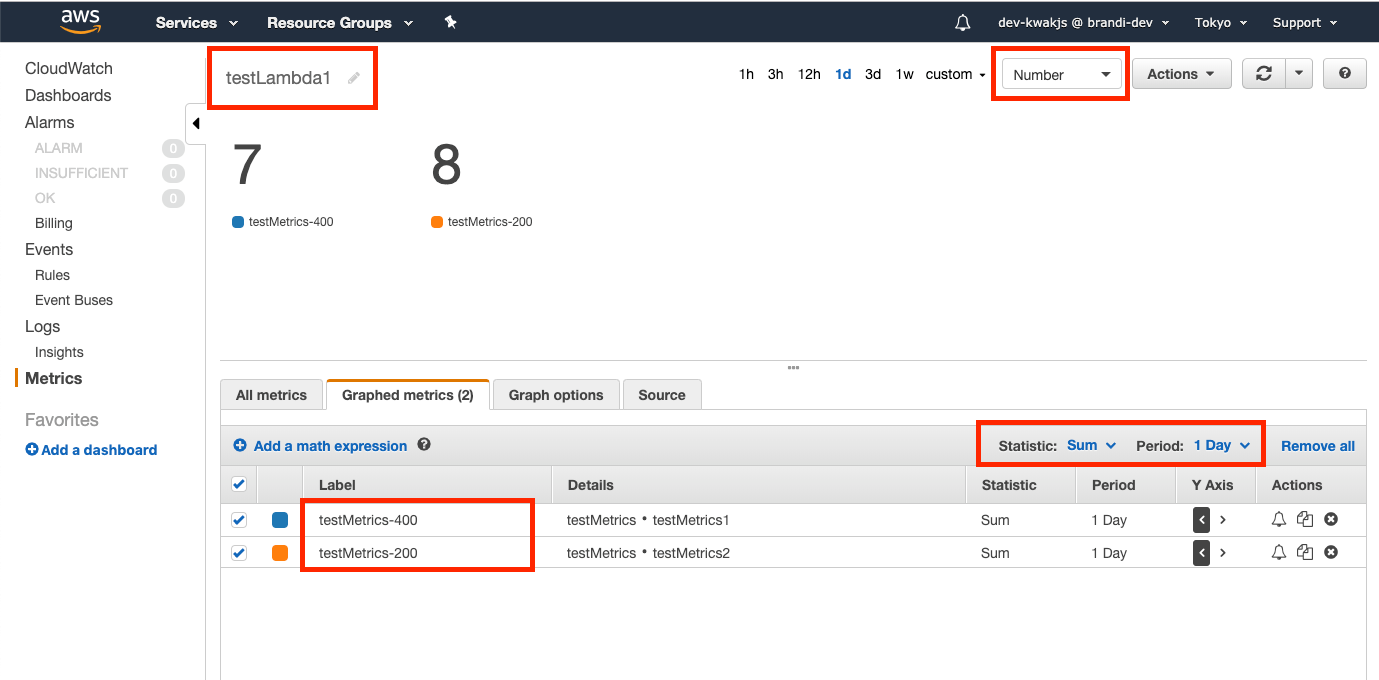 aws Services Resource Groups dev-kwakjs @ brandi-dev Tokyo Support
CloudWatch
Dashboards
Alarms
ALARM 0
INSUFFICIENT 0
OK 0
Billing
Events
Rules
Event Buses
Logs
Insights
Metrics
Favorites
Add a dashboard
testLambda1 1h 3h 12h 1d 3d 1w custom Number Actions ?
7 8
testMetrics-400 testMetrics-200
All metrics Graphed metrics (2) Graph options Source
Add a math expression ? Statistic: Sum Period: 1 Day Remove all
Label Details Statistic Period Y Axis Actions
testMetrics-400 testMetrics • testMetrics1 Sum 1 Day < >
testMetrics-200 testMetrics • testMetrics2 Sum 1 Day < >